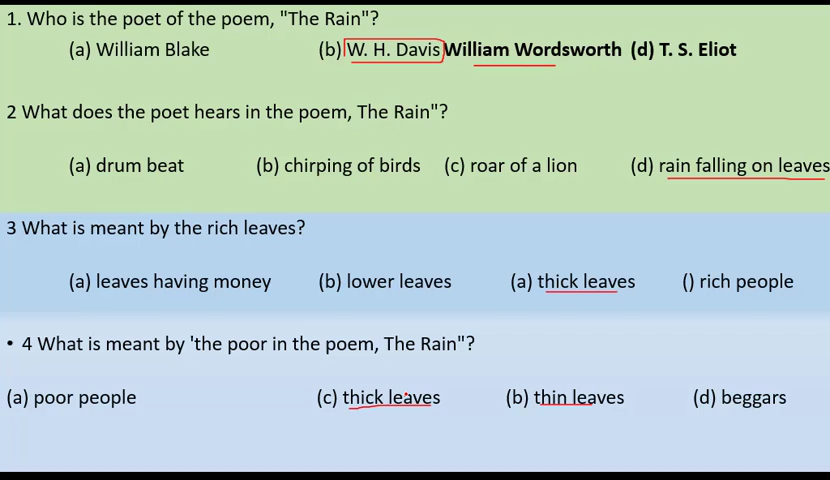 1. Who is the poet of the poem, "The Rain"?
(a) William Blake (b) W. H. Davis William Wordsworth (d) T. S. Eliot
2 What does the poet hears in the poem, The Rain"?
(a) drum beat (b) chirping of birds (c) roar of a lion (d) rain falling on leaves
3 What is meant by the rich leaves?
(a) leaves having money (b) lower leaves (a) thick leaves () rich people
• 4 What is meant by 'the poor in the poem, The Rain"?
(a) poor people (c) thick leaves (b) thin leaves (d) beggars